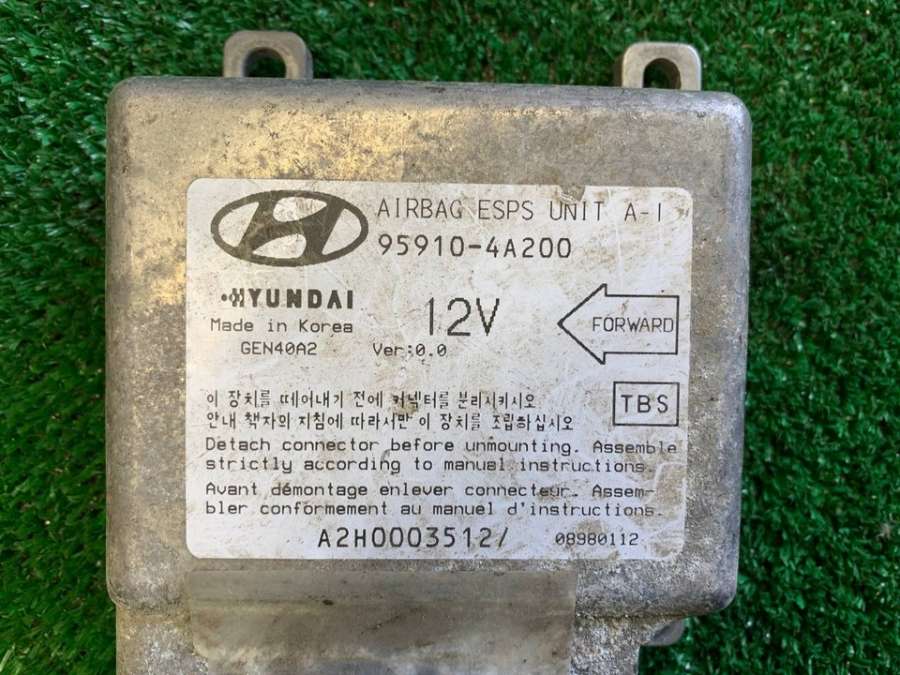 AIRBAG ESPS UNIT A-I
95910-4A200
HYUNDAI
Made in Korea
GEN40A2
12V
Ver:0.0
FORWARD
이 장치를 떼어내기 전에 커넥터를 분리시키시오
안내 책자의 지침에 따라서만 이 장치를 조립하십시오
TBS
Detach connector before unmounting. Assemble
strictly according to manual instructions.
Avant démontage enlever connecteur. Assem-
bler conformement au manuel d'instructions.
A2H0003512/
08980112